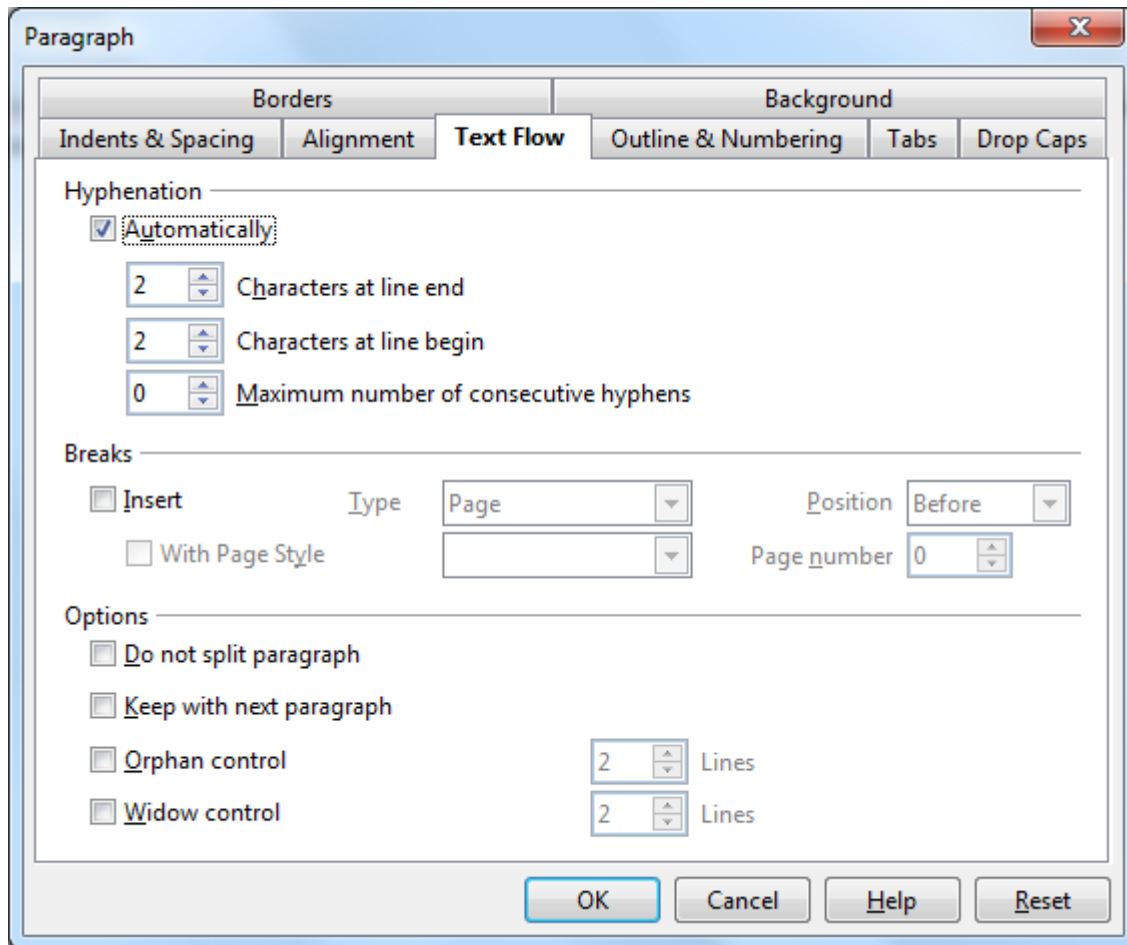 Paragraph
Borders Background
Indents & Spacing Alignment Text Flow Outline & Numbering Tabs Drop Caps
Hyphenation
Automatically
2 Characters at line end
2 Characters at line begin
0 Maximum number of consecutive hyphens
Breaks
Insert Type Page Position Before
With Page Style Page number 0
Options
Do not split paragraph
Keep with next paragraph
Orphan control 2 Lines
Widow control 2 Lines
OK Cancel Help Reset